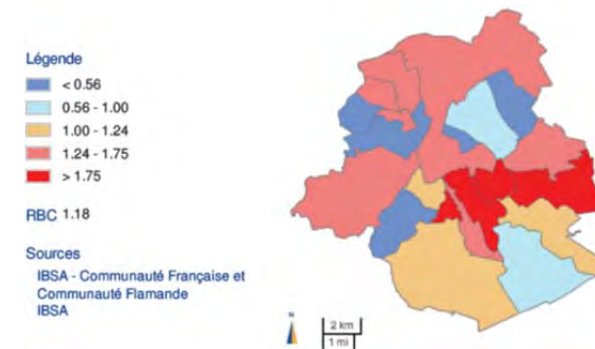 Légende
< 0.56
0.56 - 1.00
1.00 - 1.24
1.24 - 1.75
> 1.75
RBC 1.18
Sources
IBSA - Communauté Française et
Communauté Flamande
IBSA
N
2 km
1 mi